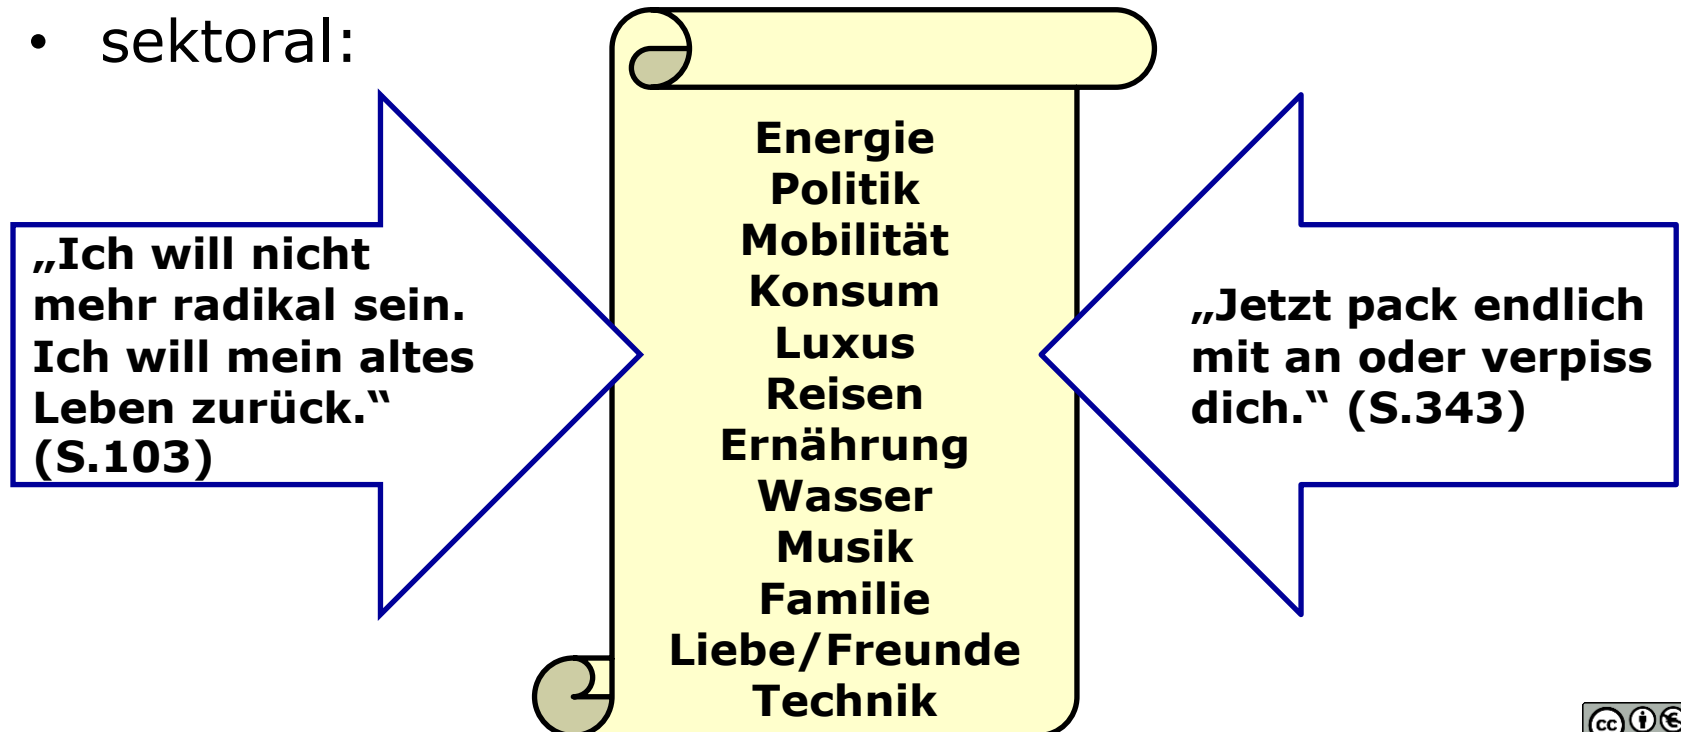 • sektoral:
„Ich will nicht
mehr radikal sein.
Ich will mein altes
Leben zurück.“
(S.103)
Energie
Politik
Mobilität
Konsum
Luxus
Reisen
Ernährung
Wasser
Musik
Familie
Liebe/Freunde
Technik
„Jetzt pack endlich
mit an oder verpiss
dich.“ (S.343)
cc